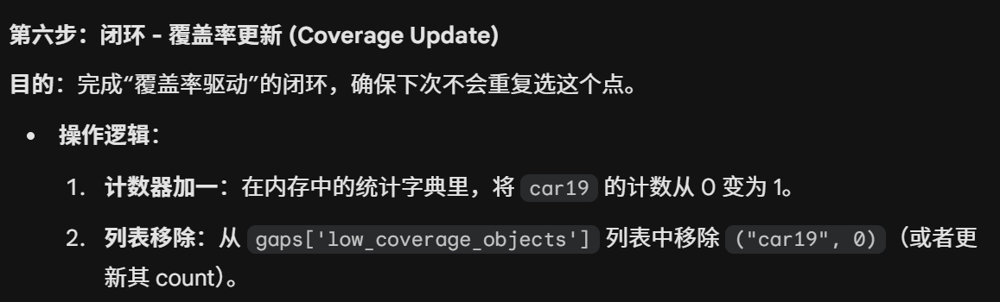 第六步：闭环 - 覆盖率更新 (Coverage Update)
目的：完成“覆盖率驱动”的闭环，确保下次不会重复选这个点。
• 操作逻辑：
1. 计数器加一：在内存中的统计字典里，将 car19 的计数从 0 变为 1。
2. 列表移除：从 gaps['low_coverage_objects'] 列表中移除 ("car19", 0)（或者更
新其 count）。